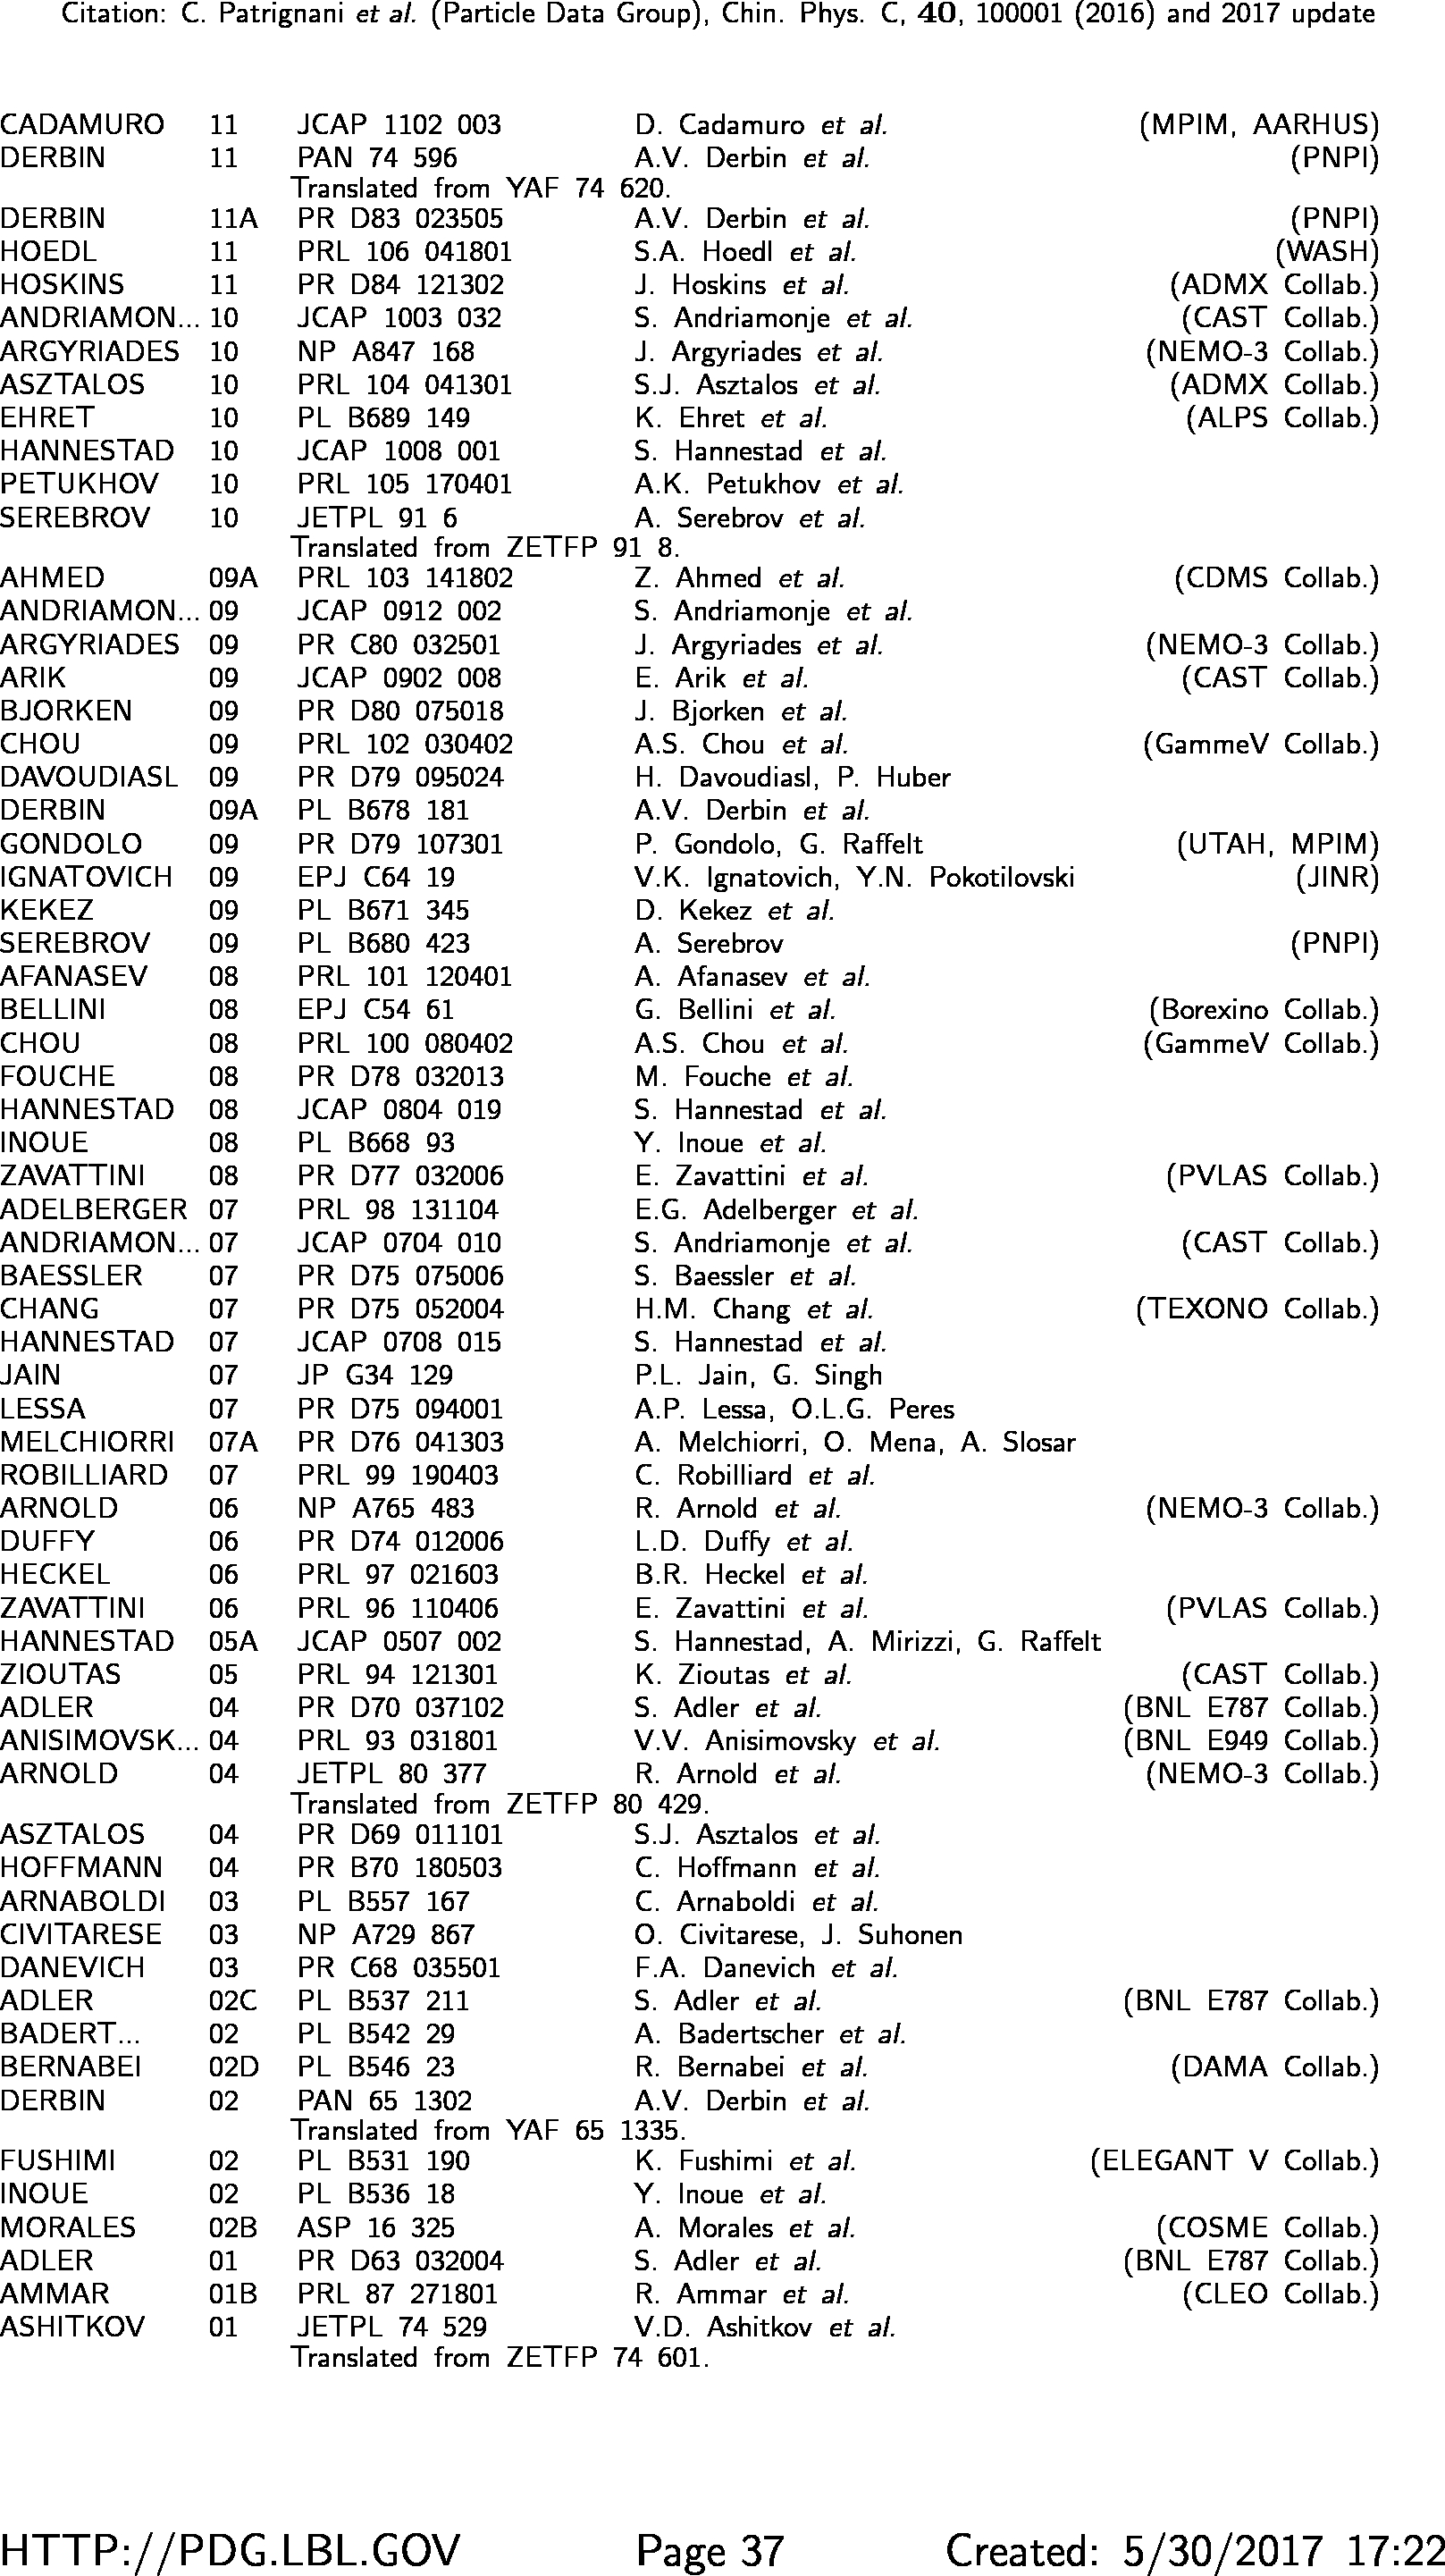 Citation: C. Patrignani et al. (Particle Data Group), Chin. Phys. C, 40, 100001 (2016) and 2017 update
CADAMURO 11 JCAP 1102 003 D. Cadamuro et al. (MPIM, AARHUS)
DERBIN 11 PAN 74 596 A.V. Derbin et al. (PNPI)
Translated from YAF 74 620.
DERBIN 11A PR D83 023505 A.V. Derbin et al. (PNPI)
HOEDL 11 PRL 106 041801 S.A. Hoedl et al. (WASH)
HOSKINS 11 PR D84 121302 J. Hoskins et al. (ADMX Collab.)
ANDRIAMON... 10 JCAP 1003 032 S. Andriamonje et al. (CAST Collab.)
ARGYRIADES 10 NP A847 168 J. Argyriades et al. (NEMO-3 Collab.)
ASZTALOS 10 PRL 104 041301 S.J. Asztalos et al. (ADMX Collab.)
EHRET 10 PL B689 149 K. Ehret et al. (ALPS Collab.)
HANNESTAD 10 JCAP 1008 001 S. Hannestad et al.
PETUKHOV 10 PRL 105 170401 A.K. Petukhov et al.
SEREBROV 10 JETPL 91 6 A. Serebrov et al.
Translated from ZETFP 91 8.
AHMED 09A PRL 103 141802 Z. Ahmed et al. (CDMS Collab.)
ANDRIAMON... 09 JCAP 0912 002 S. Andriamonje et al.
ARGYRIADES 09 PR C80 032501 J. Argyriades et al. (NEMO-3 Collab.)
ARIK 09 JCAP 0902 008 E. Arik et al. (CAST Collab.)
BJORKEN 09 PR D80 075018 J. Bjorken et al.
CHOU 09 PRL 102 030402 A.S. Chou et al. (GammeV Collab.)
DAVOUDIASL 09 PR D79 095024 H. Davoudiasl, P. Huber
DERBIN 09A PL B678 181 A.V. Derbin et al.
GONDOLO 09 PR D79 107301 P. Gondolo, G. Raffelt (UTAH, MPIM)
IGNATOVICH 09 EPJ C64 19 V.K. Ignatovich, Y.N. Pokotilovski (JINR)
KEKEZ 09 PL B671 345 D. Kekez et al.
SEREBROV 09 PL B680 423 A. Serebrov (PNPI)
AFANASEV 08 PRL 101 120401 A. Afanasev et al.
BELLINI 08 EPJ C54 61 G. Bellini et al. (Borexino Collab.)
CHOU 08 PRL 100 080402 A.S. Chou et al. (GammeV Collab.)
FOUCHE 08 PR D78 032013 M. Fouche et al.
HANNESTAD 08 JCAP 0804 019 S. Hannestad et al.
INOUE 08 PL B668 93 Y. Inoue et al.
ZAVATTINI 08 PR D77 032006 E. Zavattini et al. (PVLAS Collab.)
ADELBERGER 07 PRL 98 131104 E.G. Adelberger et al.
ANDRIAMON... 07 JCAP 0704 010 S. Andriamonje et al. (CAST Collab.)
BAESSLER 07 PR D75 075006 S. Baessler et al.
CHANG 07 PR D75 052004 H.M. Chang et al. (TEXONO Collab.)
HANNESTAD 07 JCAP 0708 015 S. Hannestad et al.
JAIN 07 JP G34 129 P.L. Jain, G. Singh
LESSA 07 PR D75 094001 A.P. Lessa, O.L.G. Peres
MELCHIORRI 07A PR D76 041303 A. Melchiorri, O. Mena, A. Slosar
ROBILLIARD 07 PRL 99 190403 C. Robilliard et al.
ARNOLD 06 NP A765 483 R. Arnold et al. (NEMO-3 Collab.)
DUFFY 06 PR D74 012006 L.D. Duffy et al.
HECKEL 06 PRL 97 021603 B.R. Heckel et al.
ZAVATTINI 06 PRL 96 110406 E. Zavattini et al. (PVLAS Collab.)
HANNESTAD 05A JCAP 0507 002 S. Hannestad, A. Mirizzi, G. Raffelt
ZIOUTAS 05 PRL 94 121301 K. Zioutas et al. (CAST Collab.)
ADLER 04 PR D70 037102 S. Adler et al. (BNL E787 Collab.)
ANISIMOVSK... 04 PRL 93 031801 V.V. Anisimovsky et al. (BNL E949 Collab.)
ARNOLD 04 JETPL 80 377 R. Arnold et al. (NEMO-3 Collab.)
Translated from ZETFP 80 429.
ASZTALOS 04 PR D69 011101 S.J. Asztalos et al.
HOFFMANN 04 PR B70 180503 C. Hoffmann et al.
ARNABOLDI 03 PL B557 167 C. Arnaboldi et al.
CIVITARESE 03 NP A729 867 O. Civitarese, J. Suhonen
DANEVICH 03 PR C68 035501 F.A. Danevich et al.
ADLER 02C PL B537 211 S. Adler et al. (BNL E787 Collab.)
BADERT... 02 PL B542 29 A. Badertscher et al.
BERNABEI 02D PL B546 23 R. Bernabei et al. (DAMA Collab.)
DERBIN 02 PAN 65 1302 A.V. Derbin et al.
Translated from YAF 65 1335.
FUSHIMI 02 PL B531 190 K. Fushimi et al. (ELEGANT V Collab.)
INOUE 02 PL B536 18 Y. Inoue et al.
MORALES 02B ASP 16 325 A. Morales et al. (COSME Collab.)
ADLER 01 PR D63 032004 S. Adler et al. (BNL E787 Collab.)
AMMAR 01B PRL 87 271801 R. Ammar et al. (CLEO Collab.)
ASHITKOV 01 JETPL 74 529 V.D. Ashitkov et al.
Translated from ZETFP 74 601.
HTTP://PDG.LBL.GOV Page 37 Created: 5/30/2017 17:22